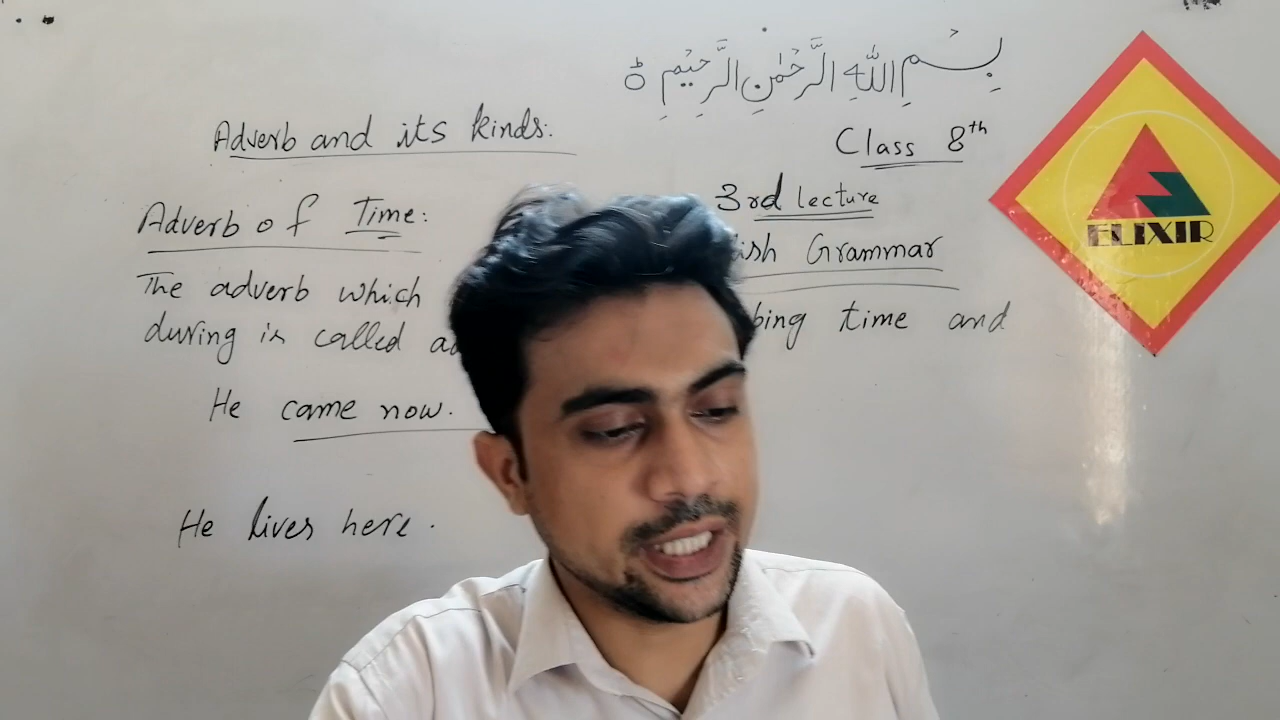 بِسْمِ اللّٰهِ الرَّحْمٰنِ الرَّحِيْمِ ۝
Adverb and its kinds:
Class 8th
3rd lecture
Adverb of Time:
Grammar
The adverb which
time and
during is called
He came now.
He lives here.
ELIXIR